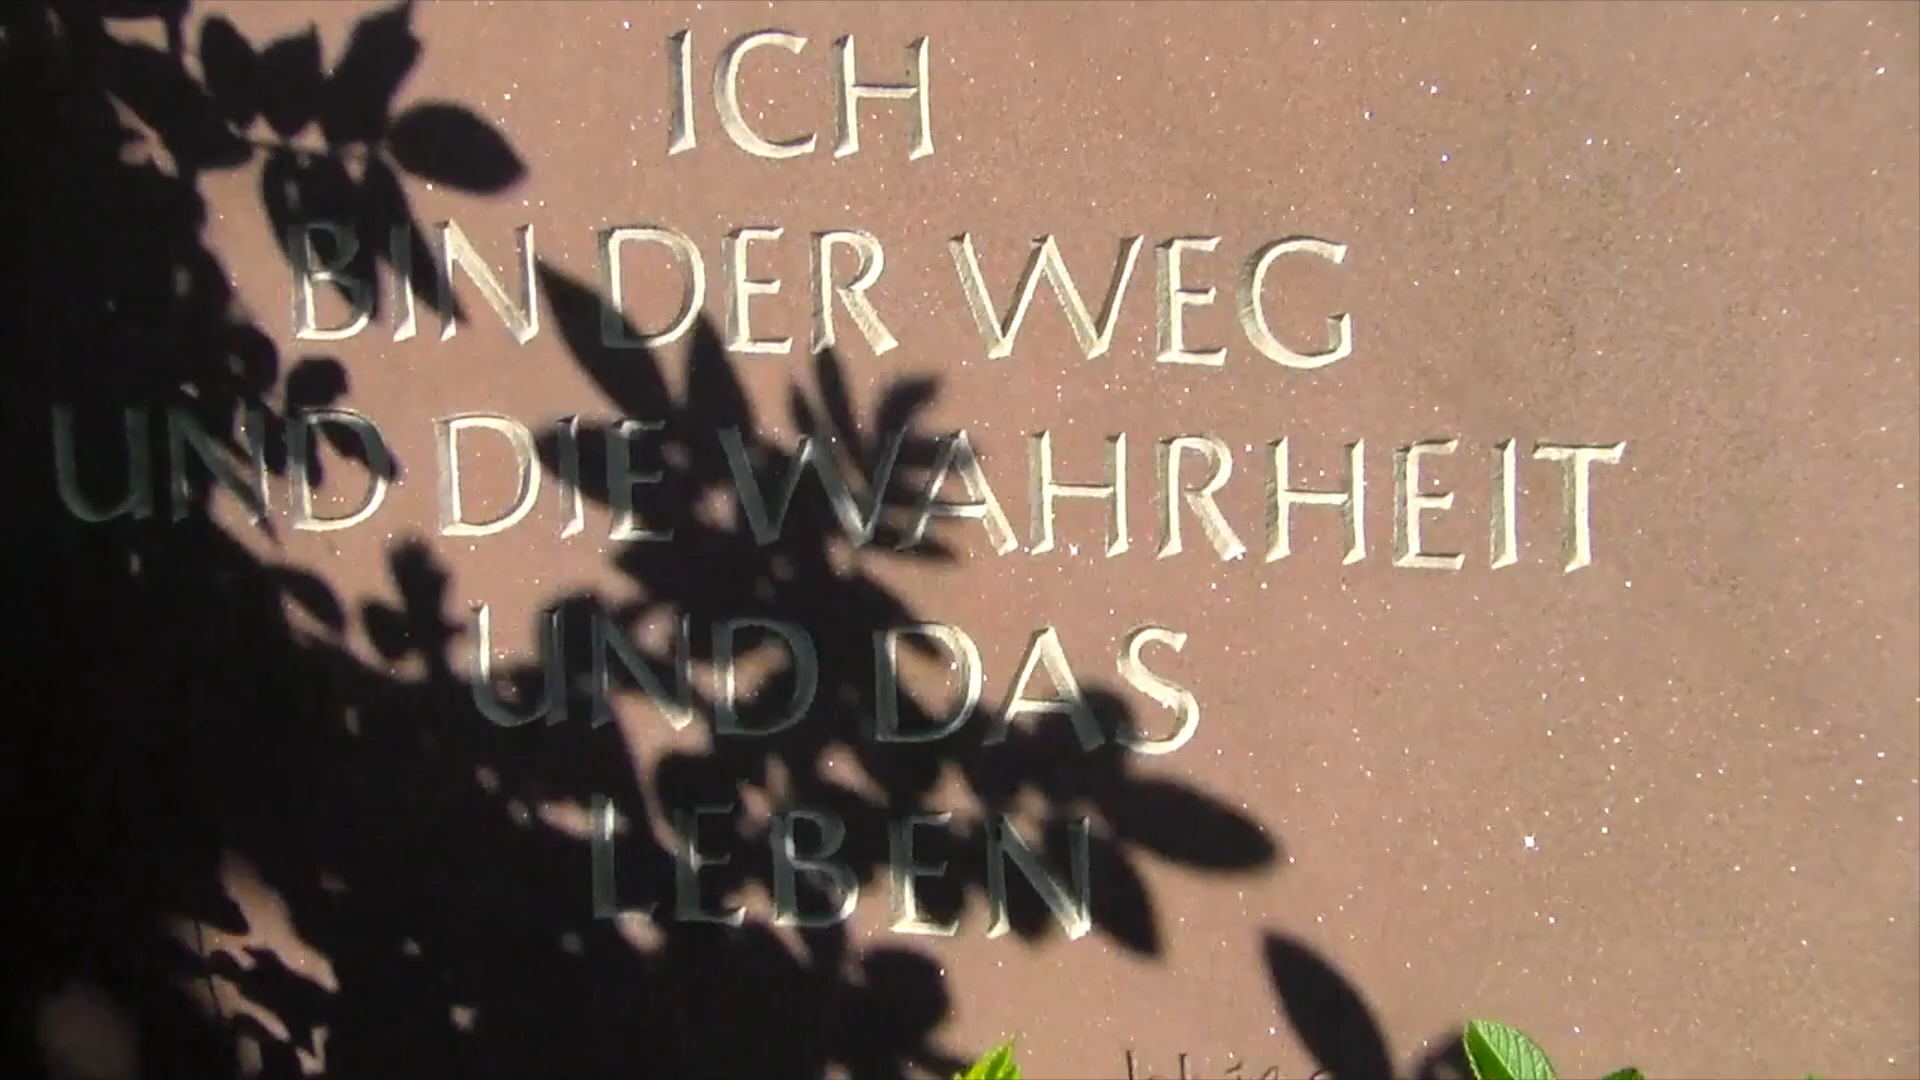 ICH
BIN DER WEG
UND DIE WAHRHEIT
UND DAS
LEBEN